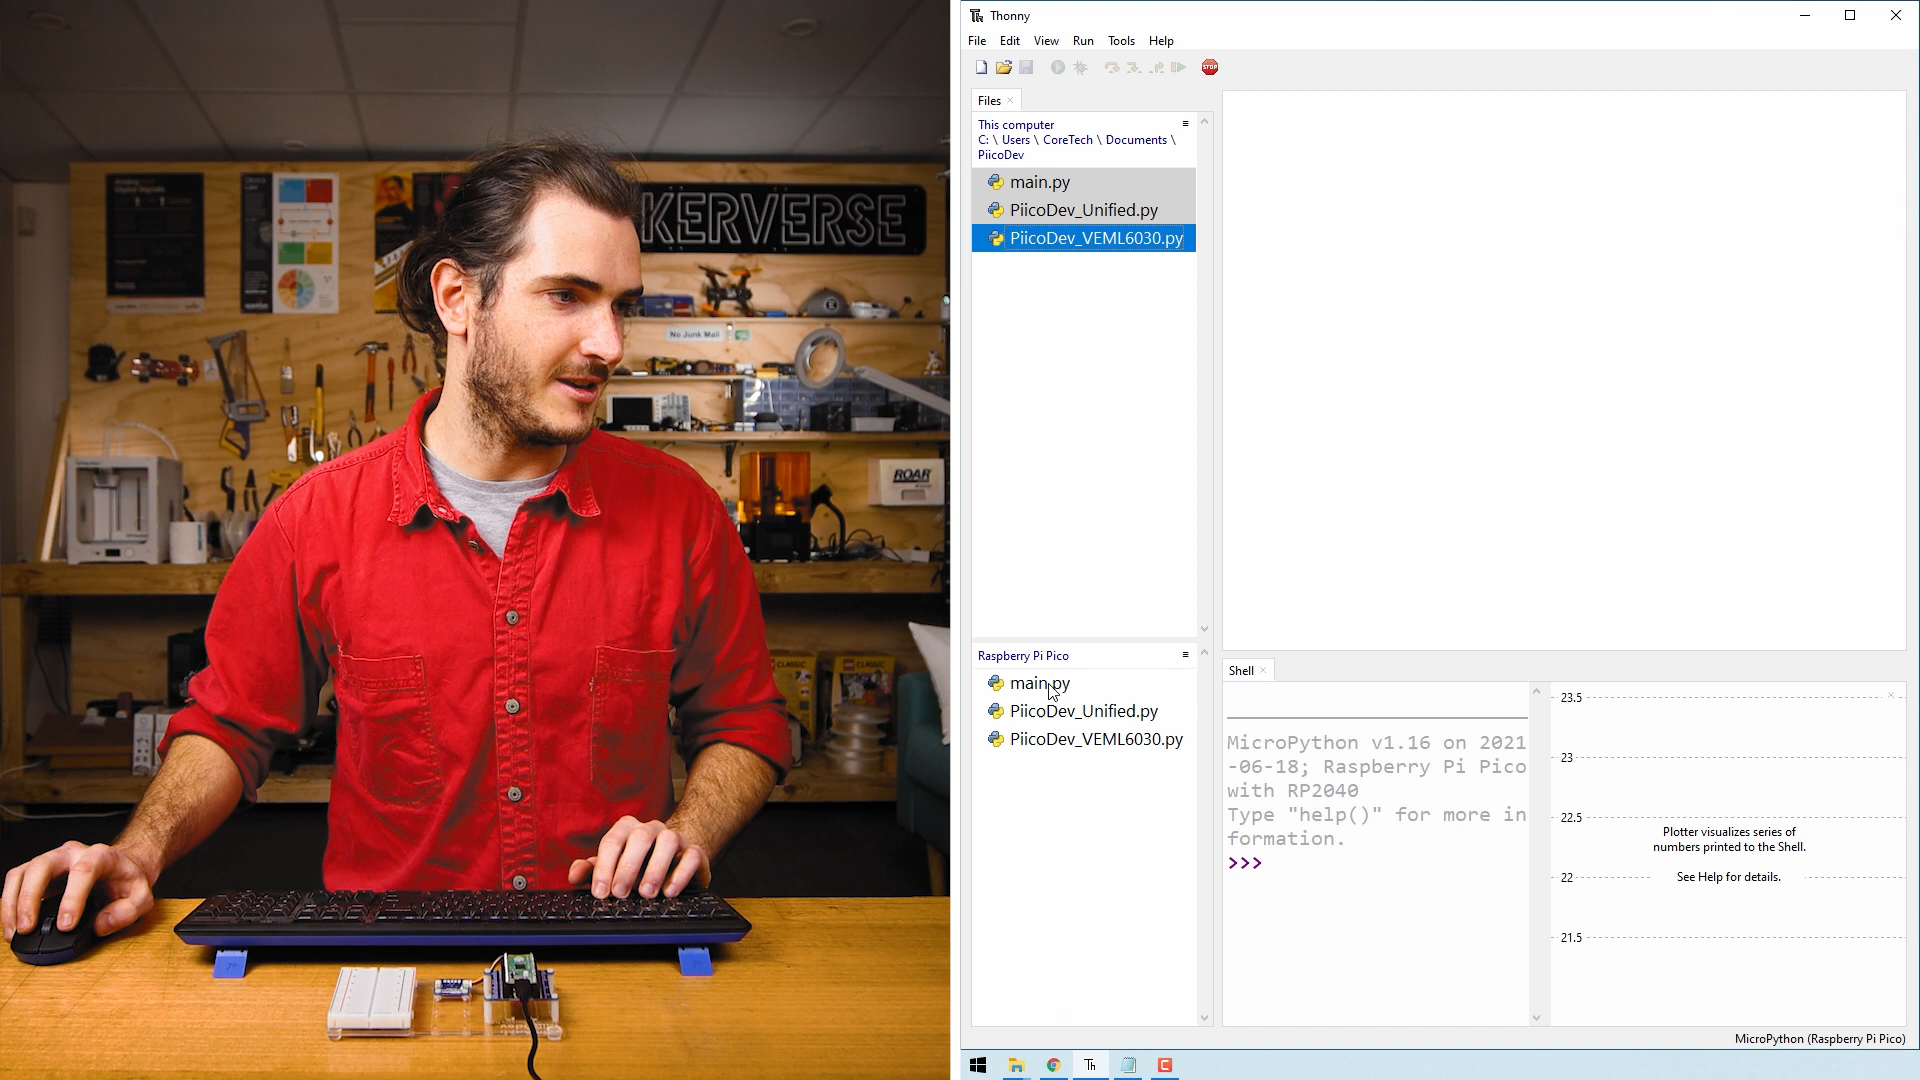 KERVERSE
No Junk Mail
ROAR
CLASSIC
CLASSIC
Thonny
File Edit View Run Tools Help
STOP
Files
This computer
C: \ Users \ CoreTech \ Documents \
PiicoDev
main.py
PiicoDev_Unified.py
PiicoDev_VEML6030.py
Raspberry Pi Pico
main.py
PiicoDev_Unified.py
PiicoDev_VEML6030.py
Shell
MicroPython v1.16 on 2021
-06-18; Raspberry Pi Pico
with RP2040
Type "help()" for more in
formation.
>>>
23.5
23
22.5
Plotter visualizes series of
numbers printed to the Shell.
22
See Help for details.
21.5
MicroPython (Raspberry Pi Pico)
Th